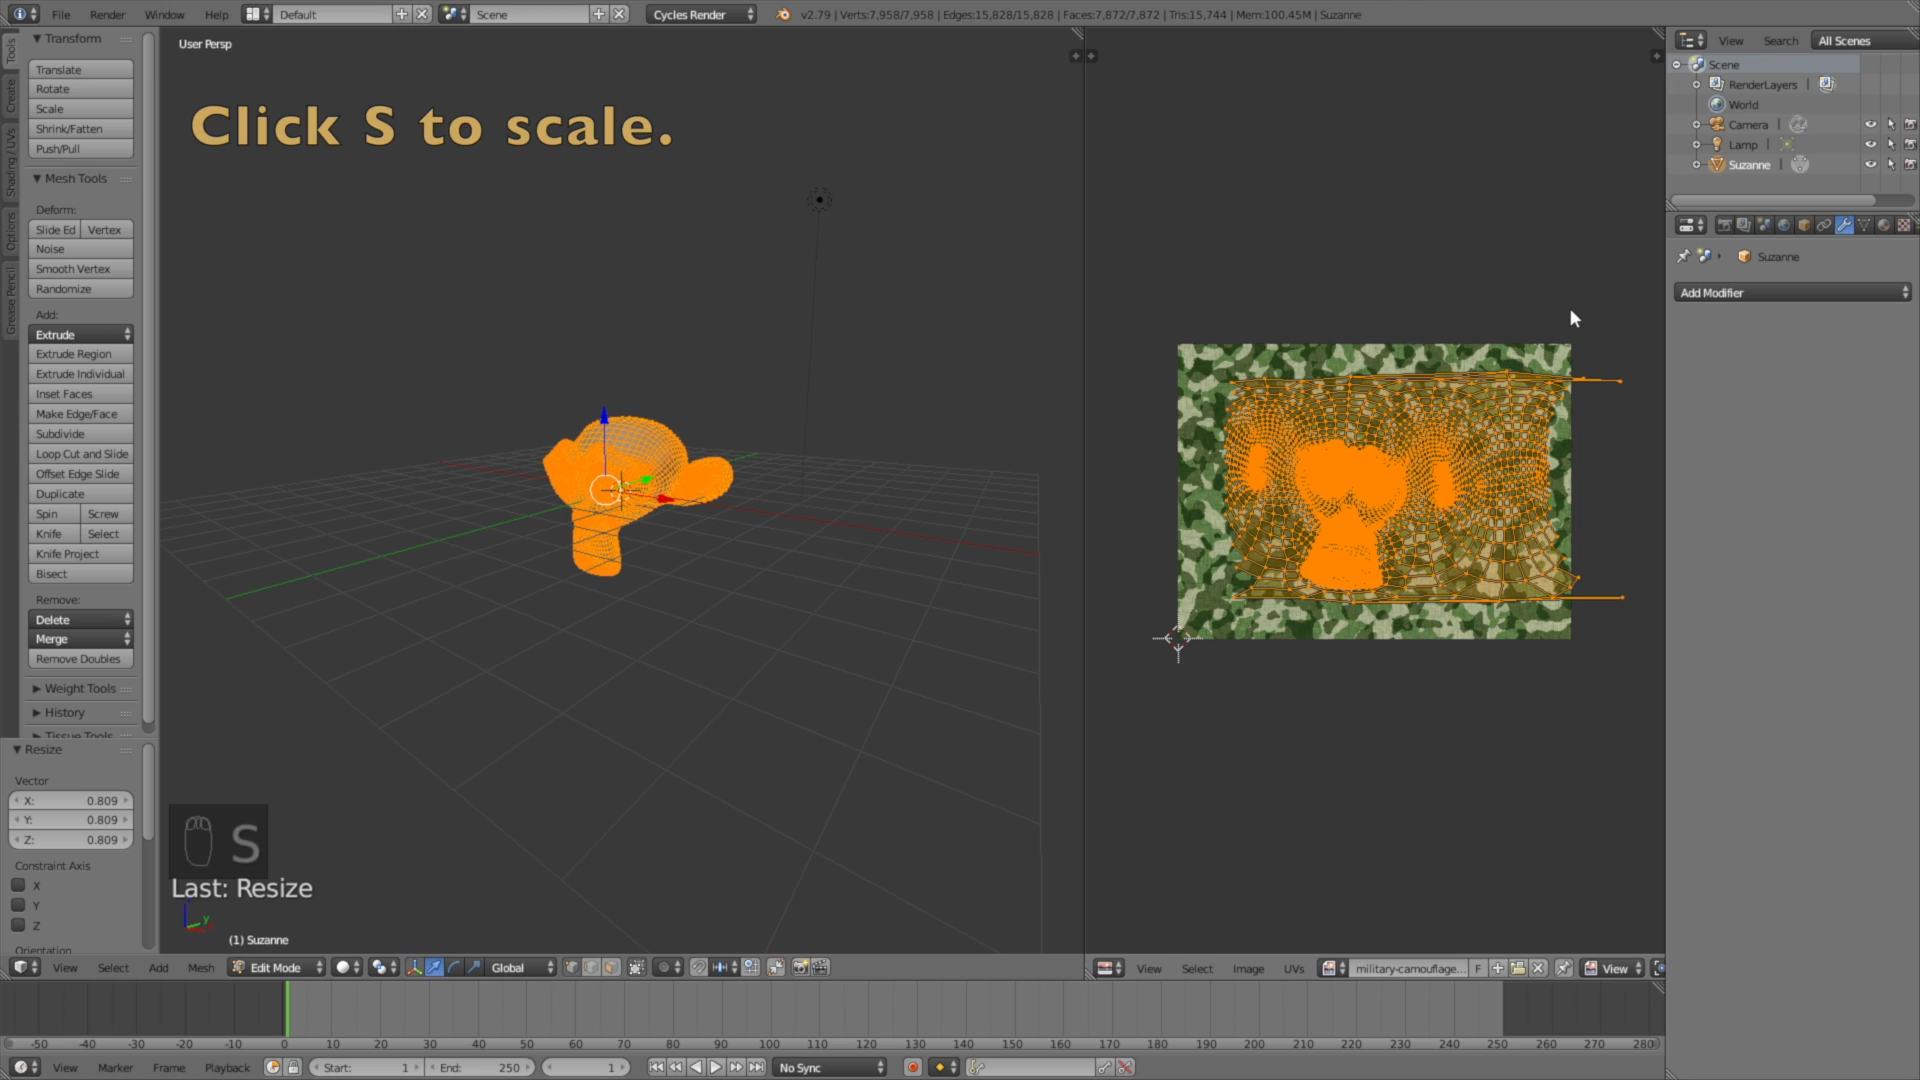 File Render Window Help Default Scene Cycles Render v2.79 | Verts:7,958/7,958 | Edges:15,828/15,828 | Faces:7,872/7,872 | Tris:15,744 | Mem:100.45M | Suzanne
Tools
Create
Shading / UVs
Options
Grease Pencil
Transform
Translate
Rotate
Scale
Shrink/Fatten
Push/Pull
Mesh Tools
Deform:
Slide Ed Vertex
Noise
Smooth Vertex
Randomize
Add:
Extrude
Extrude Region
Extrude Individual
Inset Faces
Make Edge/Face
Subdivide
Loop Cut and Slide
Offset Edge Slide
Duplicate
Spin Screw
Knife Select
Knife Project
Bisect
Remove:
Delete
Merge
Remove Doubles
Weight Tools
History
Tissue Tools
Resize
Vector
X: 0.809
Y: 0.809
Z: 0.809
Constraint Axis
X
Y
Z
Orientation
User Persp
Click S to scale.
S
Last: Resize
y
(1) Suzanne
View Select Add Mesh Edit Mode Global
View Select Image UVs military-camouflage... F View
View Search All Scenes
Scene
RenderLayers |
World
Camera |
Lamp |
Suzanne |
Suzanne
Add Modifier
-50 -40 -30 -20 -10 0 10 20 30 40 50 60 70 80 90 100 110 120 130 140 150 160 170 180 190 200 210 220 230 240 250 260 270 280
View Marker Frame Playback Start: 1 End: 250 1 No Sync